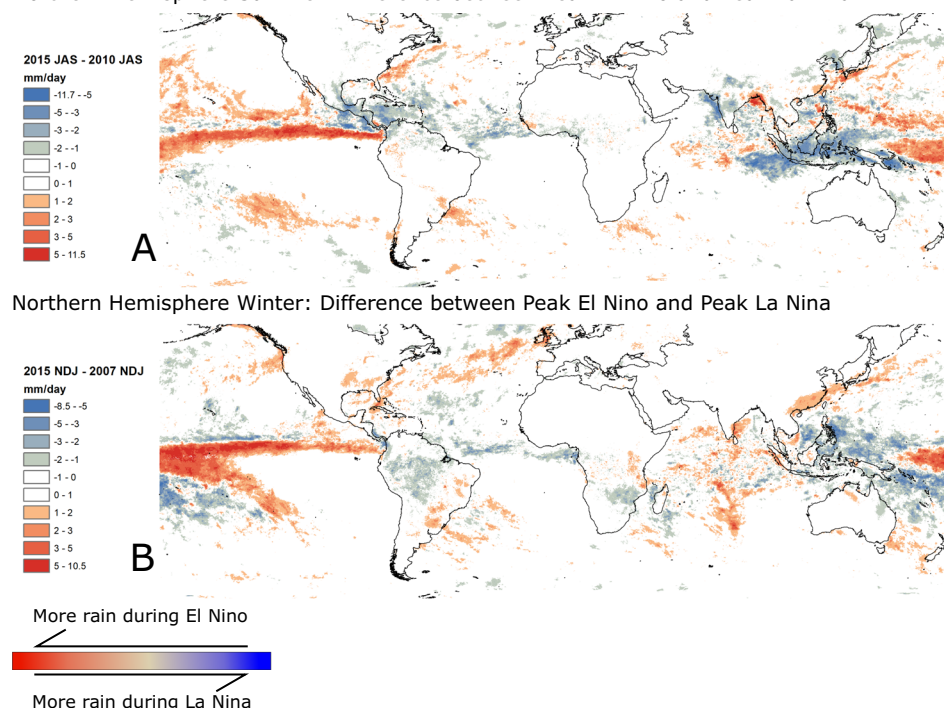 2015 JAS - 2010 JAS
mm/day
-11.7 - -5
-5 - -3
-3 - -2
-2 - -1
-1 - 0
0 - 1
1 - 2
2 - 3
3 - 5
5 - 11.5
A
Northern Hemisphere Winter: Difference between Peak El Nino and Peak La Nina
2015 NDJ - 2007 NDJ
mm/day
-8.5 - -5
-5 - -3
-3 - -2
-2 - -1
-1 - 0
0 - 1
1 - 2
2 - 3
3 - 5
5 - 10.5
B
More rain during El Nino
More rain during La Nina